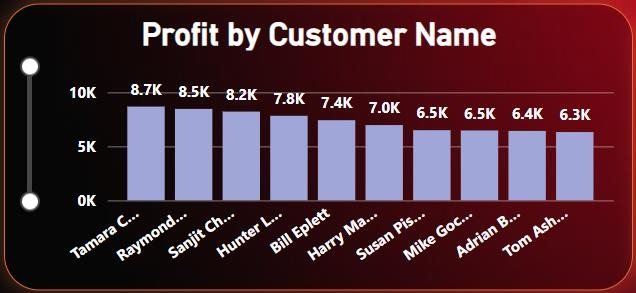 Profit by Customer Name
10K
5K
0K
8.7K
8.5K
8.2K
7.8K
7.4K
7.0K
6.5K
6.5K
6.4K
6.3K
Tamara C...
Raymond...
Sanjit Ch...
Hunter L...
Bill Eplett
Harry Ma...
Susan Pis...
Mike Goc...
Adrian B...
Tom Ash...